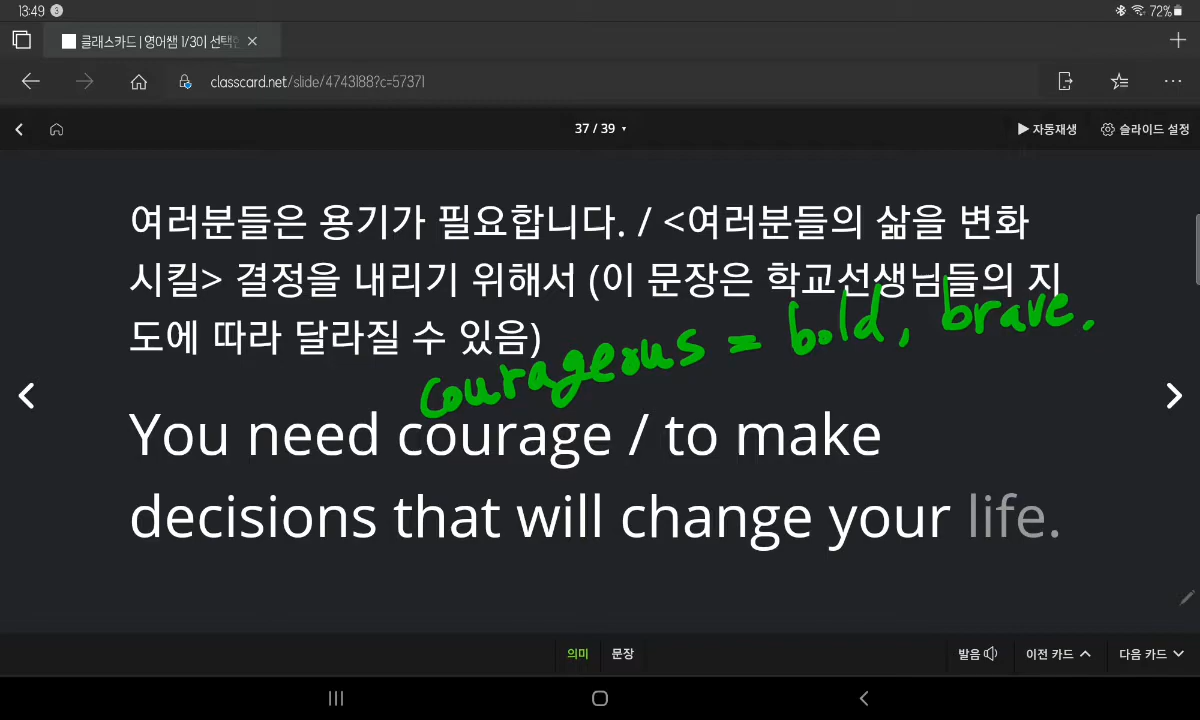 13:49 3 72%
클래스카드 | 영어쌤 1/30이 선택한
classcard.net/slide/4743188?c=57371
37 / 39 자동재생 슬라이드 설정
여러분들은 용기가 필요합니다. / <여러분들의 삶을 변화
시킬> 결정을 내리기 위해서 (이 문장은 학교선생님들의 지
도에 따라 달라질 수 있음)
courageous = bold, brave.
You need courage / to make
decisions that will change your life.
의미 문장 발음 이전 카드 다음 카드